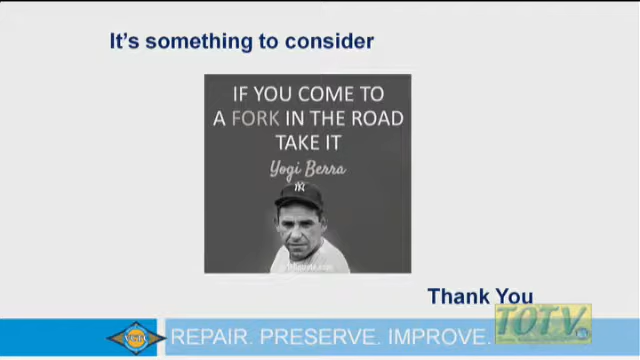 It's something to consider
IF YOU COME TO
A FORK IN THE ROAD
TAKE IT
Yogi Berra
NY
Thank You
REPAIR. PRESERVE. IMPROVE.
TOTV